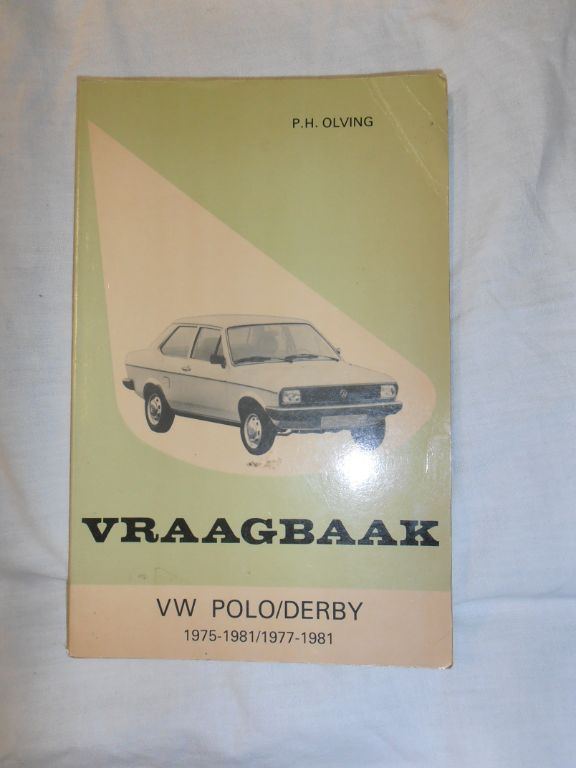 P.H. OLVING
VRAAGBAAK
VW POLO/DERBY
1975-1981/1977-1981